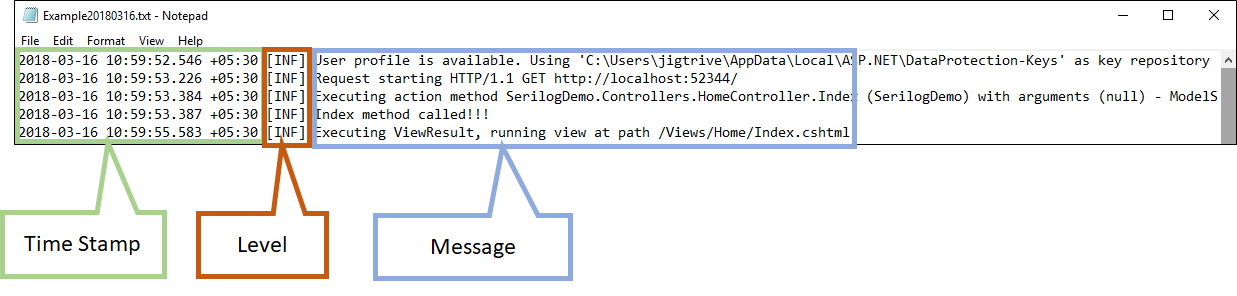 Example20180316.txt - Notepad
File Edit Format View Help
2018-03-16 10:59:52.546 +05:30 [INF] User profile is available. Using 'C:\Users\jigtrive\AppData\Local\ASP.NET\DataProtection-Keys' as key repository
2018-03-16 10:59:53.226 +05:30 [INF] Request starting HTTP/1.1 GET http://localhost:52344/
2018-03-16 10:59:53.384 +05:30 [INF] Executing action method SerilogDemo.Controllers.HomeController.Index (SerilogDemo) with arguments (null) - ModelS
2018-03-16 10:59:53.387 +05:30 [INF] Index method called!!!
2018-03-16 10:59:55.583 +05:30 [INF] Executing ViewResult, running view at path /Views/Home/Index.cshtml
Time Stamp
Level
Message